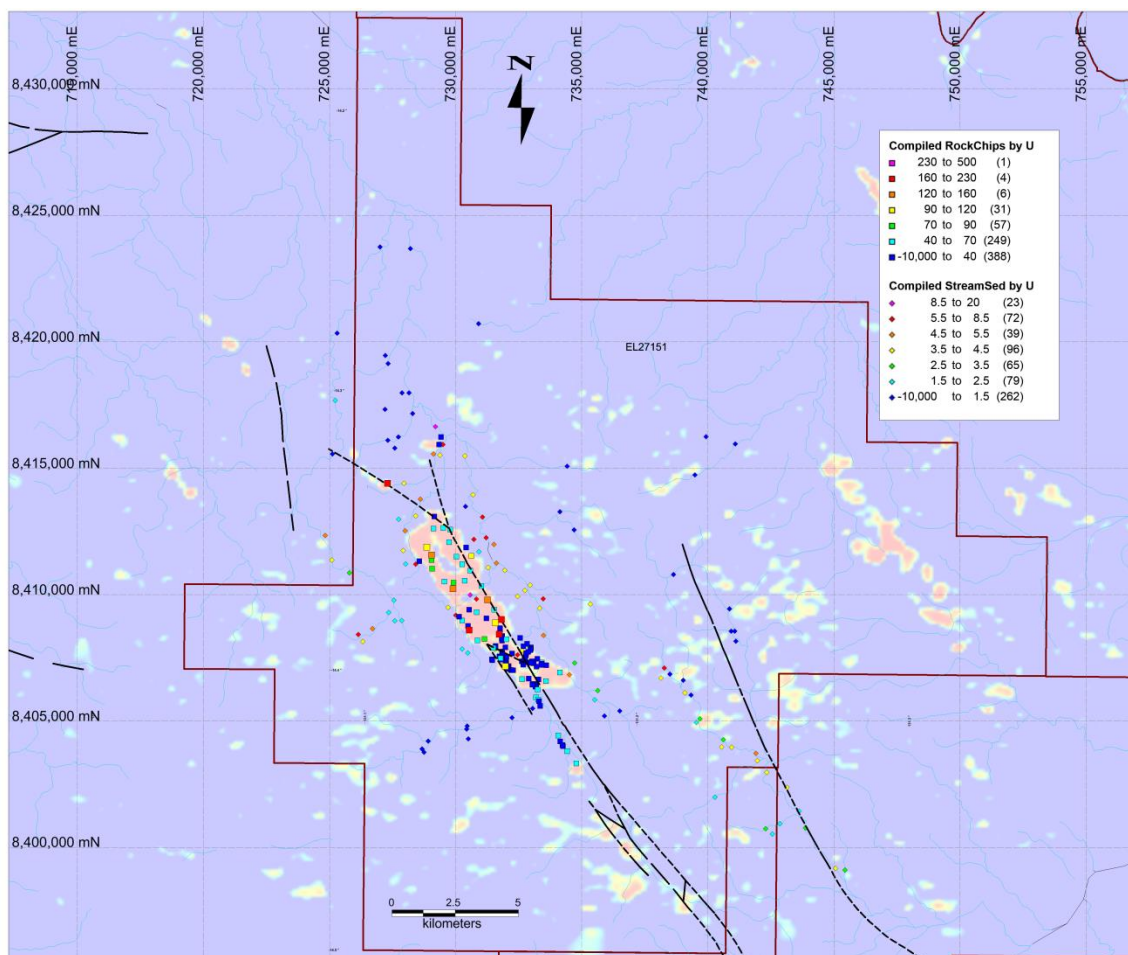 715,000 mE
720,000 mE
725,000 mE
730,000 mE
735,000 mE
740,000 mE
745,000 mE
750,000 mE
755,000 mE
8,430,000 mN
8,425,000 mN
8,420,000 mN
8,415,000 mN
8,410,000 mN
8,405,000 mN
8,400,000 mN
N
EL27151
Compiled RockChips by U
230 to 500 (1)
160 to 230 (4)
120 to 160 (6)
90 to 120 (31)
70 to 90 (57)
40 to 70 (249)
-10,000 to 40 (388)
Compiled StreamSed by U
8.5 to 20 (23)
5.5 to 8.5 (72)
4.5 to 5.5 (39)
3.5 to 4.5 (96)
2.5 to 3.5 (65)
1.5 to 2.5 (79)
-10,000 to 1.5 (262)
0 2.5 5
kilometers